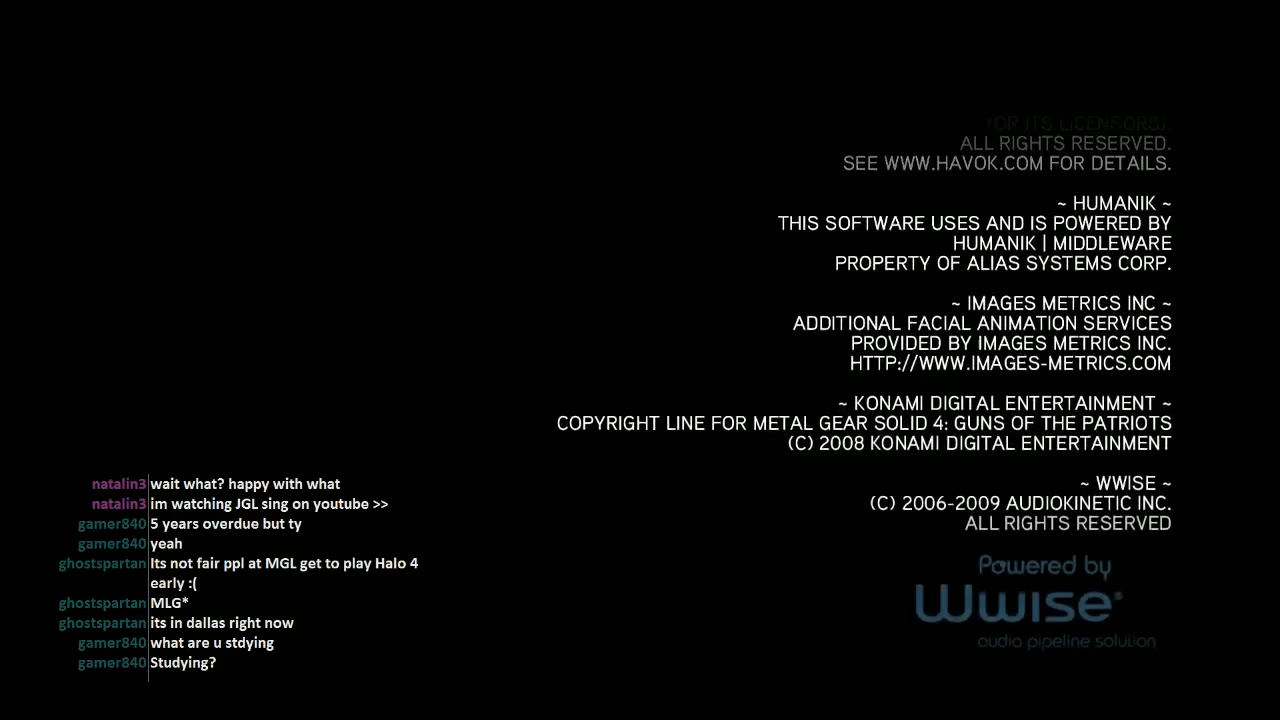 (OR ITS LICENSORS).
ALL RIGHTS RESERVED.
SEE WWW.HAVOK.COM FOR DETAILS.
~ HUMANIK ~
THIS SOFTWARE USES AND IS POWERED BY
HUMANIK | MIDDLEWARE
PROPERTY OF ALIAS SYSTEMS CORP.
~ IMAGES METRICS INC ~
ADDITIONAL FACIAL ANIMATION SERVICES
PROVIDED BY IMAGES METRICS INC.
HTTP://WWW.IMAGES-METRICS.COM
~ KONAMI DIGITAL ENTERTAINMENT ~
COPYRIGHT LINE FOR METAL GEAR SOLID 4: GUNS OF THE PATRIOTS
(C) 2008 KONAMI DIGITAL ENTERTAINMENT
~ WWISE ~
(C) 2006-2009 AUDIOKINETIC INC.
ALL RIGHTS RESERVED
Powered by
Wwise®
audio pipeline solution
natalin3 wait what? happy with what
natalin3 im watching JGL sing on youtube >>
gamer840 5 years overdue but ty
gamer840 yeah
ghostspartan Its not fair ppl at MGL get to play Halo 4
early :(
ghostspartan MLG*
ghostspartan its in dallas right now
gamer840 what are u stdying
gamer840 Studying?